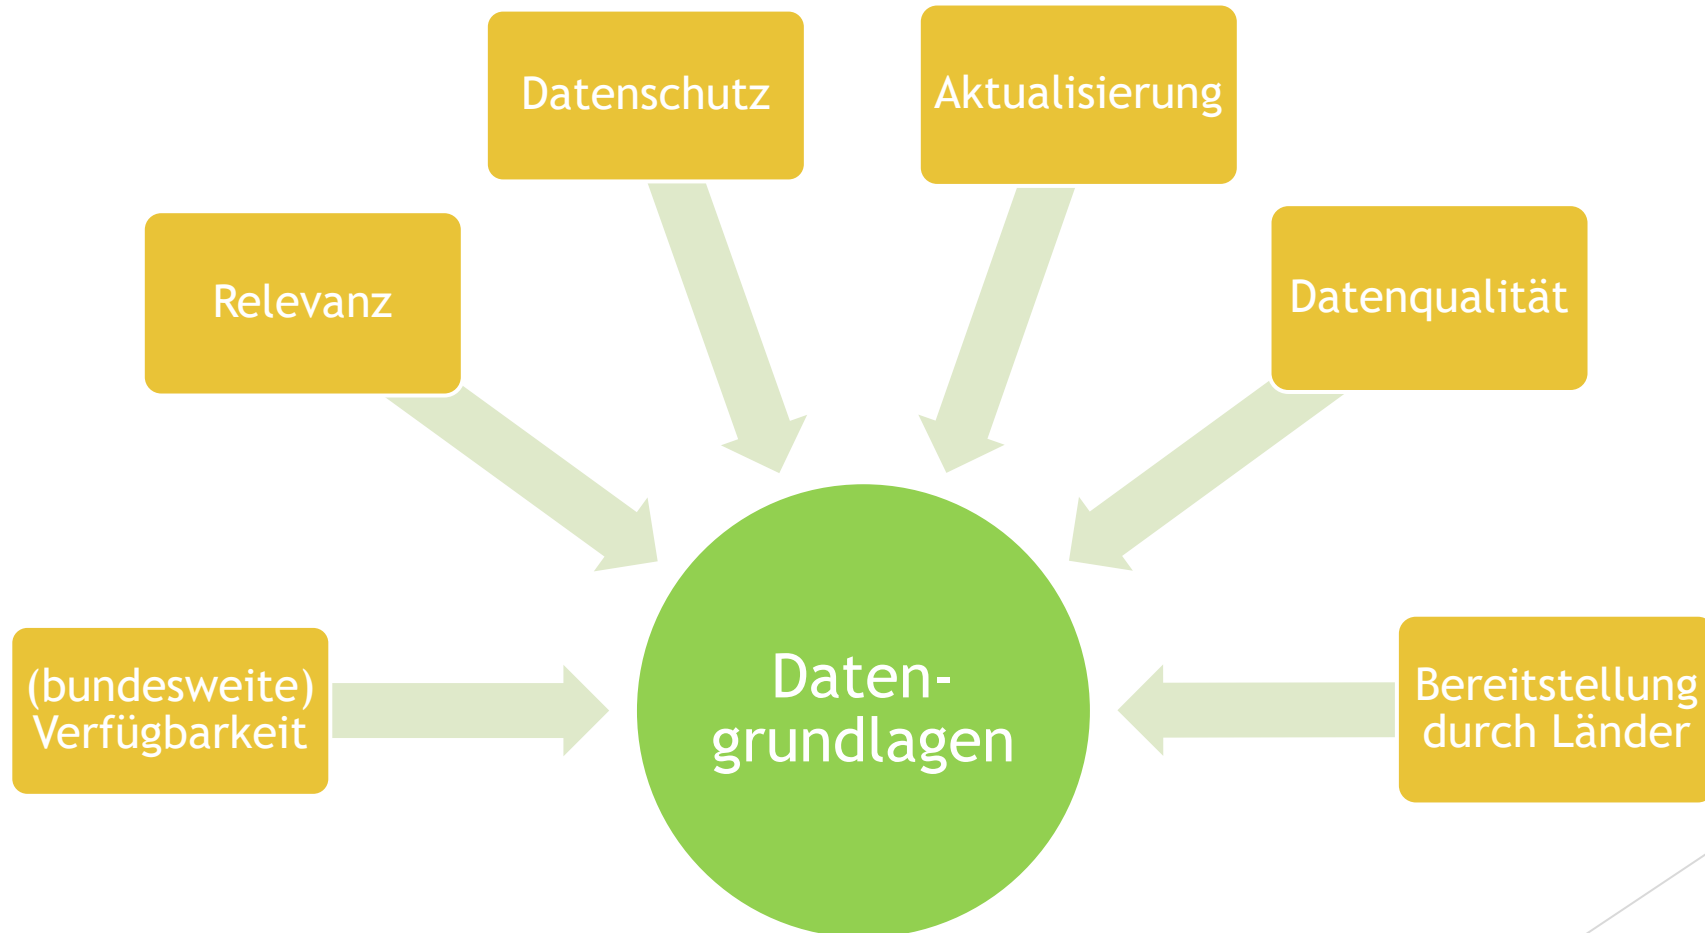 Datenschutz
Aktualisierung
Relevanz
Datenqualität
(bundesweite)
Verfügbarkeit
Daten-
grundlagen
Bereitstellung
durch Länder